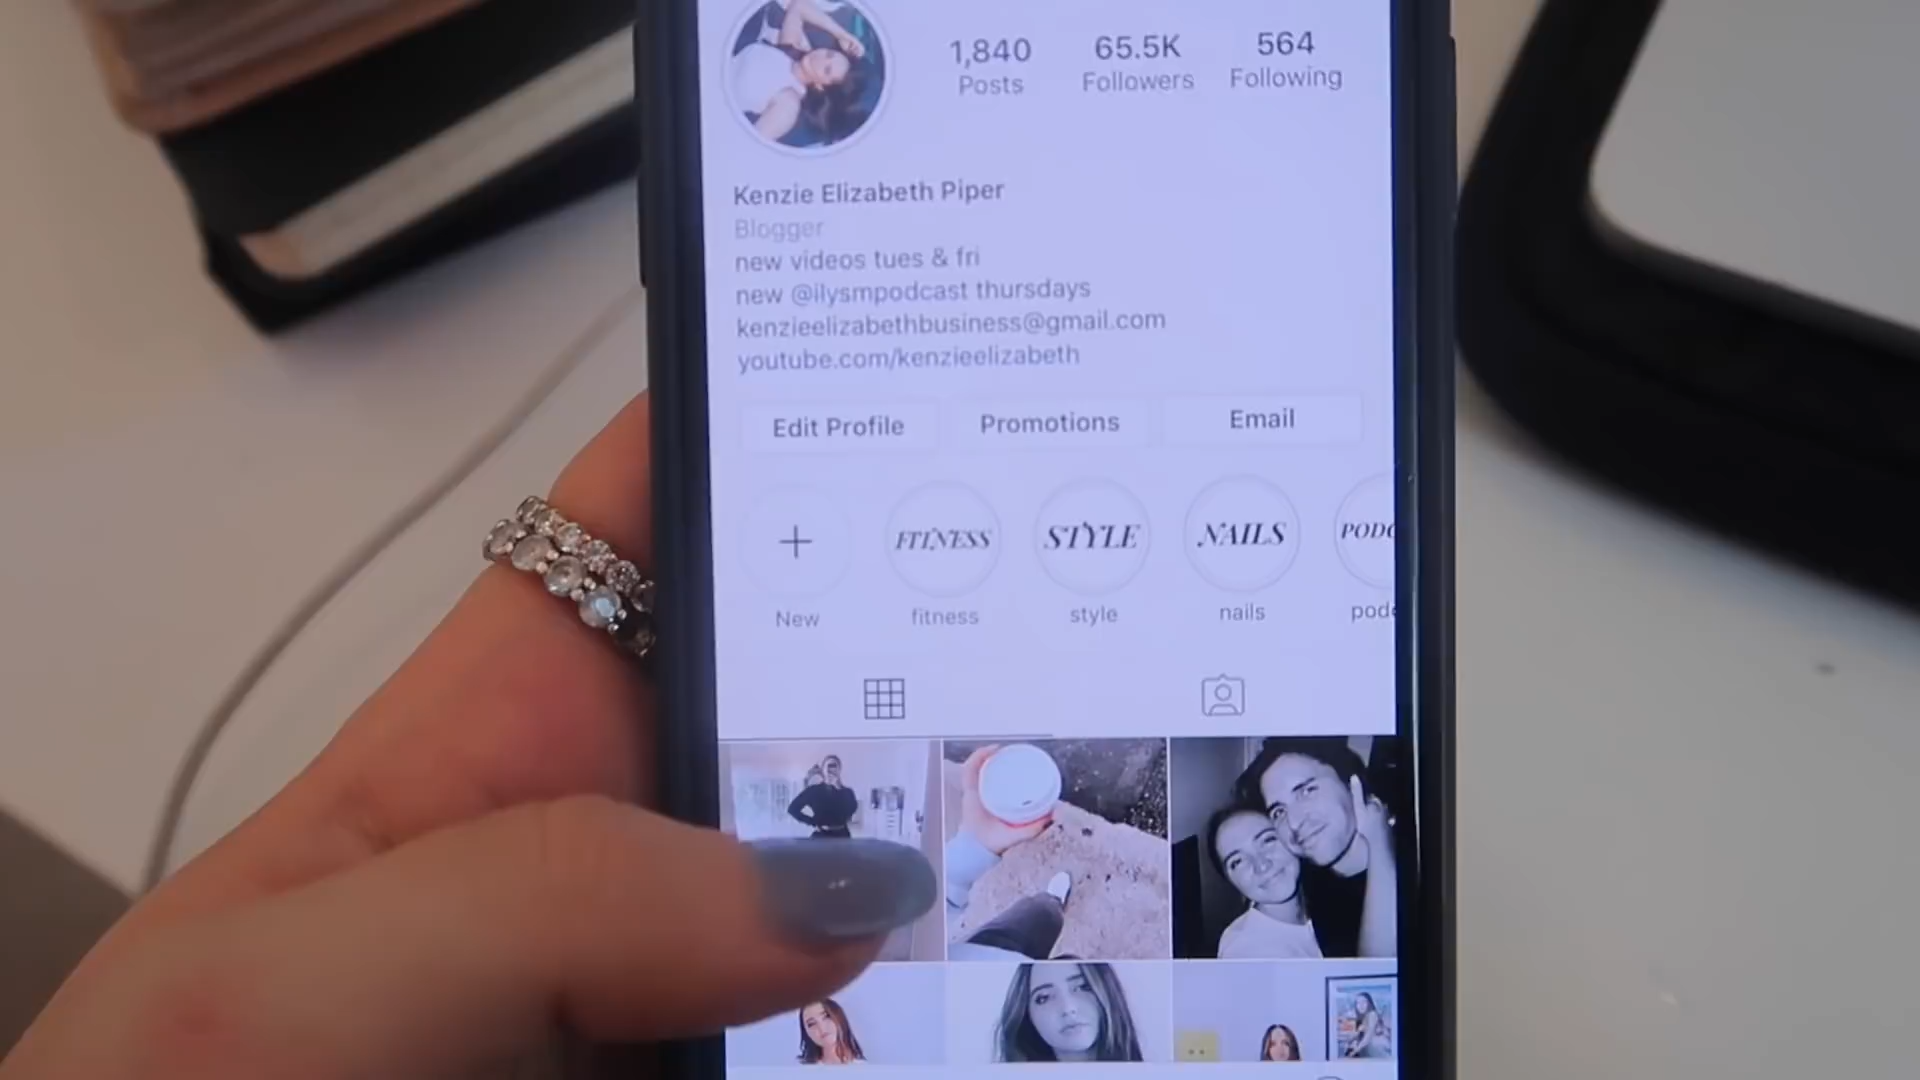 1,840 65.5K 564
Posts Followers Following
Kenzie Elizabeth Piper
Blogger
new videos tues & fri
new @ilysmpodcast thursdays
kenzieelizabethbusiness@gmail.com
youtube.com/kenzieelizabeth
Edit Profile Promotions Email
FITNESS STYLE NAILS
New fitness style nails